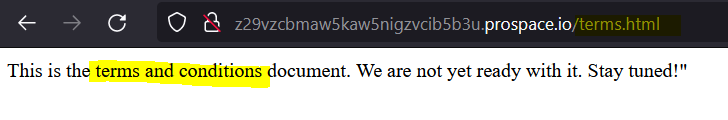 z29vzcbmaw5kaw5nigzvcib5b3u.prospace.io/terms.html
This is the terms and conditions document. We are not yet ready with it. Stay tuned!"